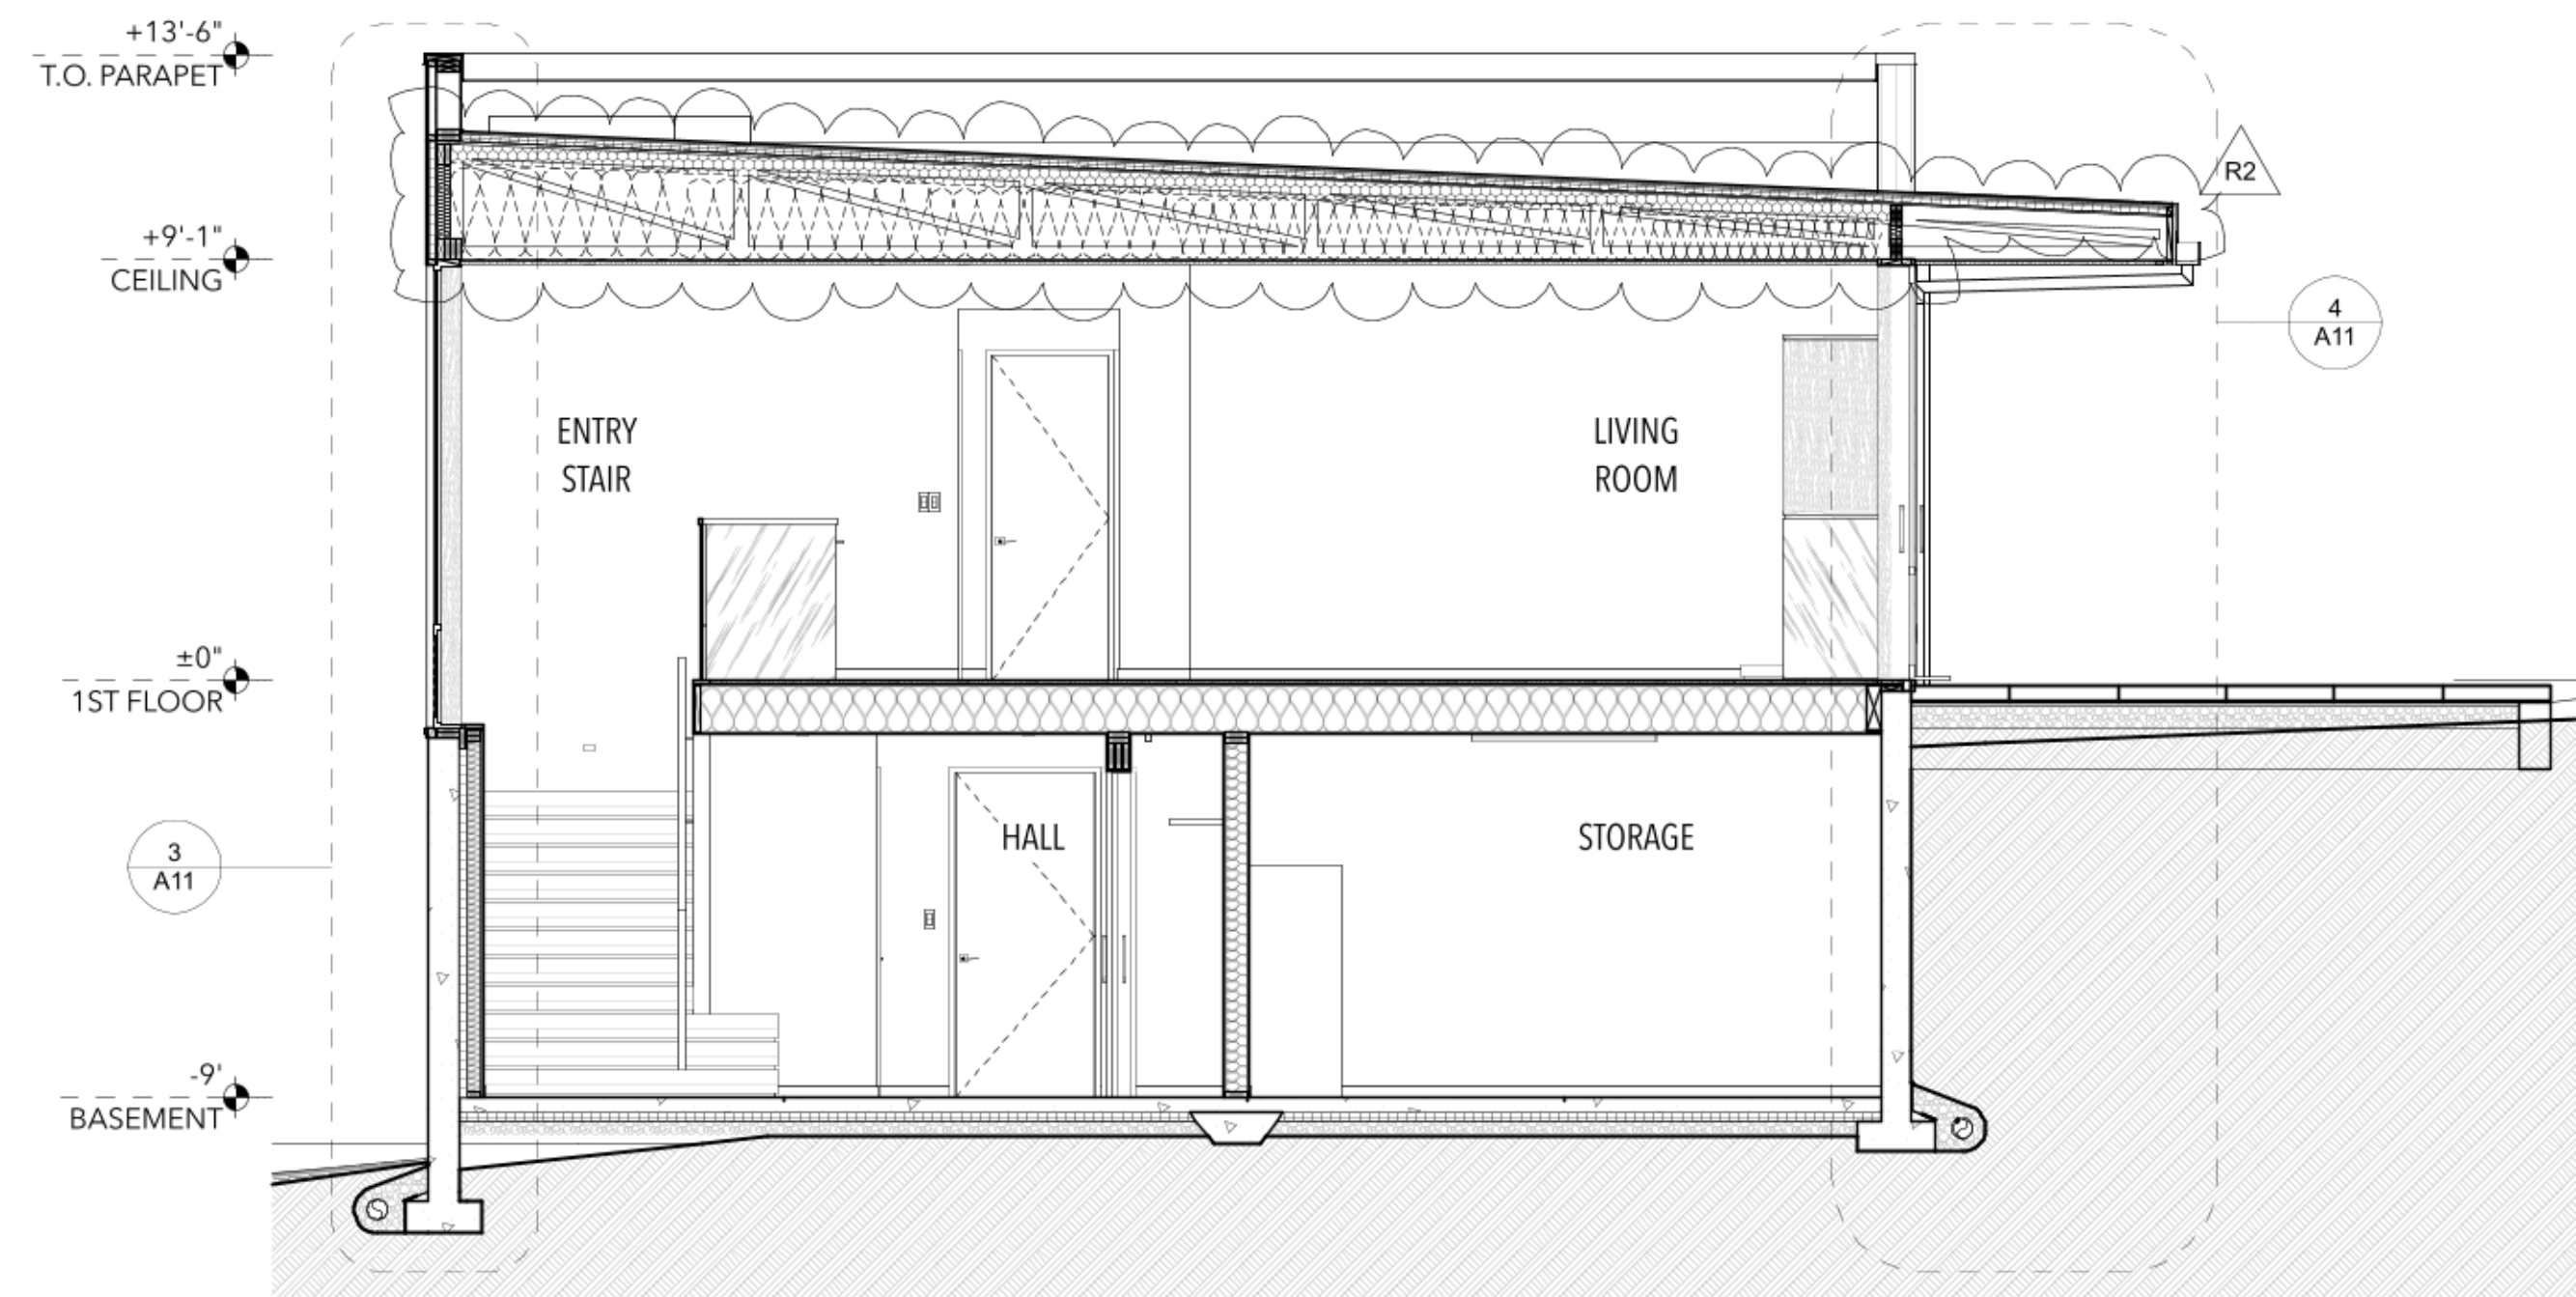 +13'-6"
T.O. PARAPET
R2
+9'-1"
CEILING
4
A11
ENTRY
STAIR
LIVING
ROOM
±0"
1ST FLOOR
3
A11
HALL
STORAGE
-9'
BASEMENT